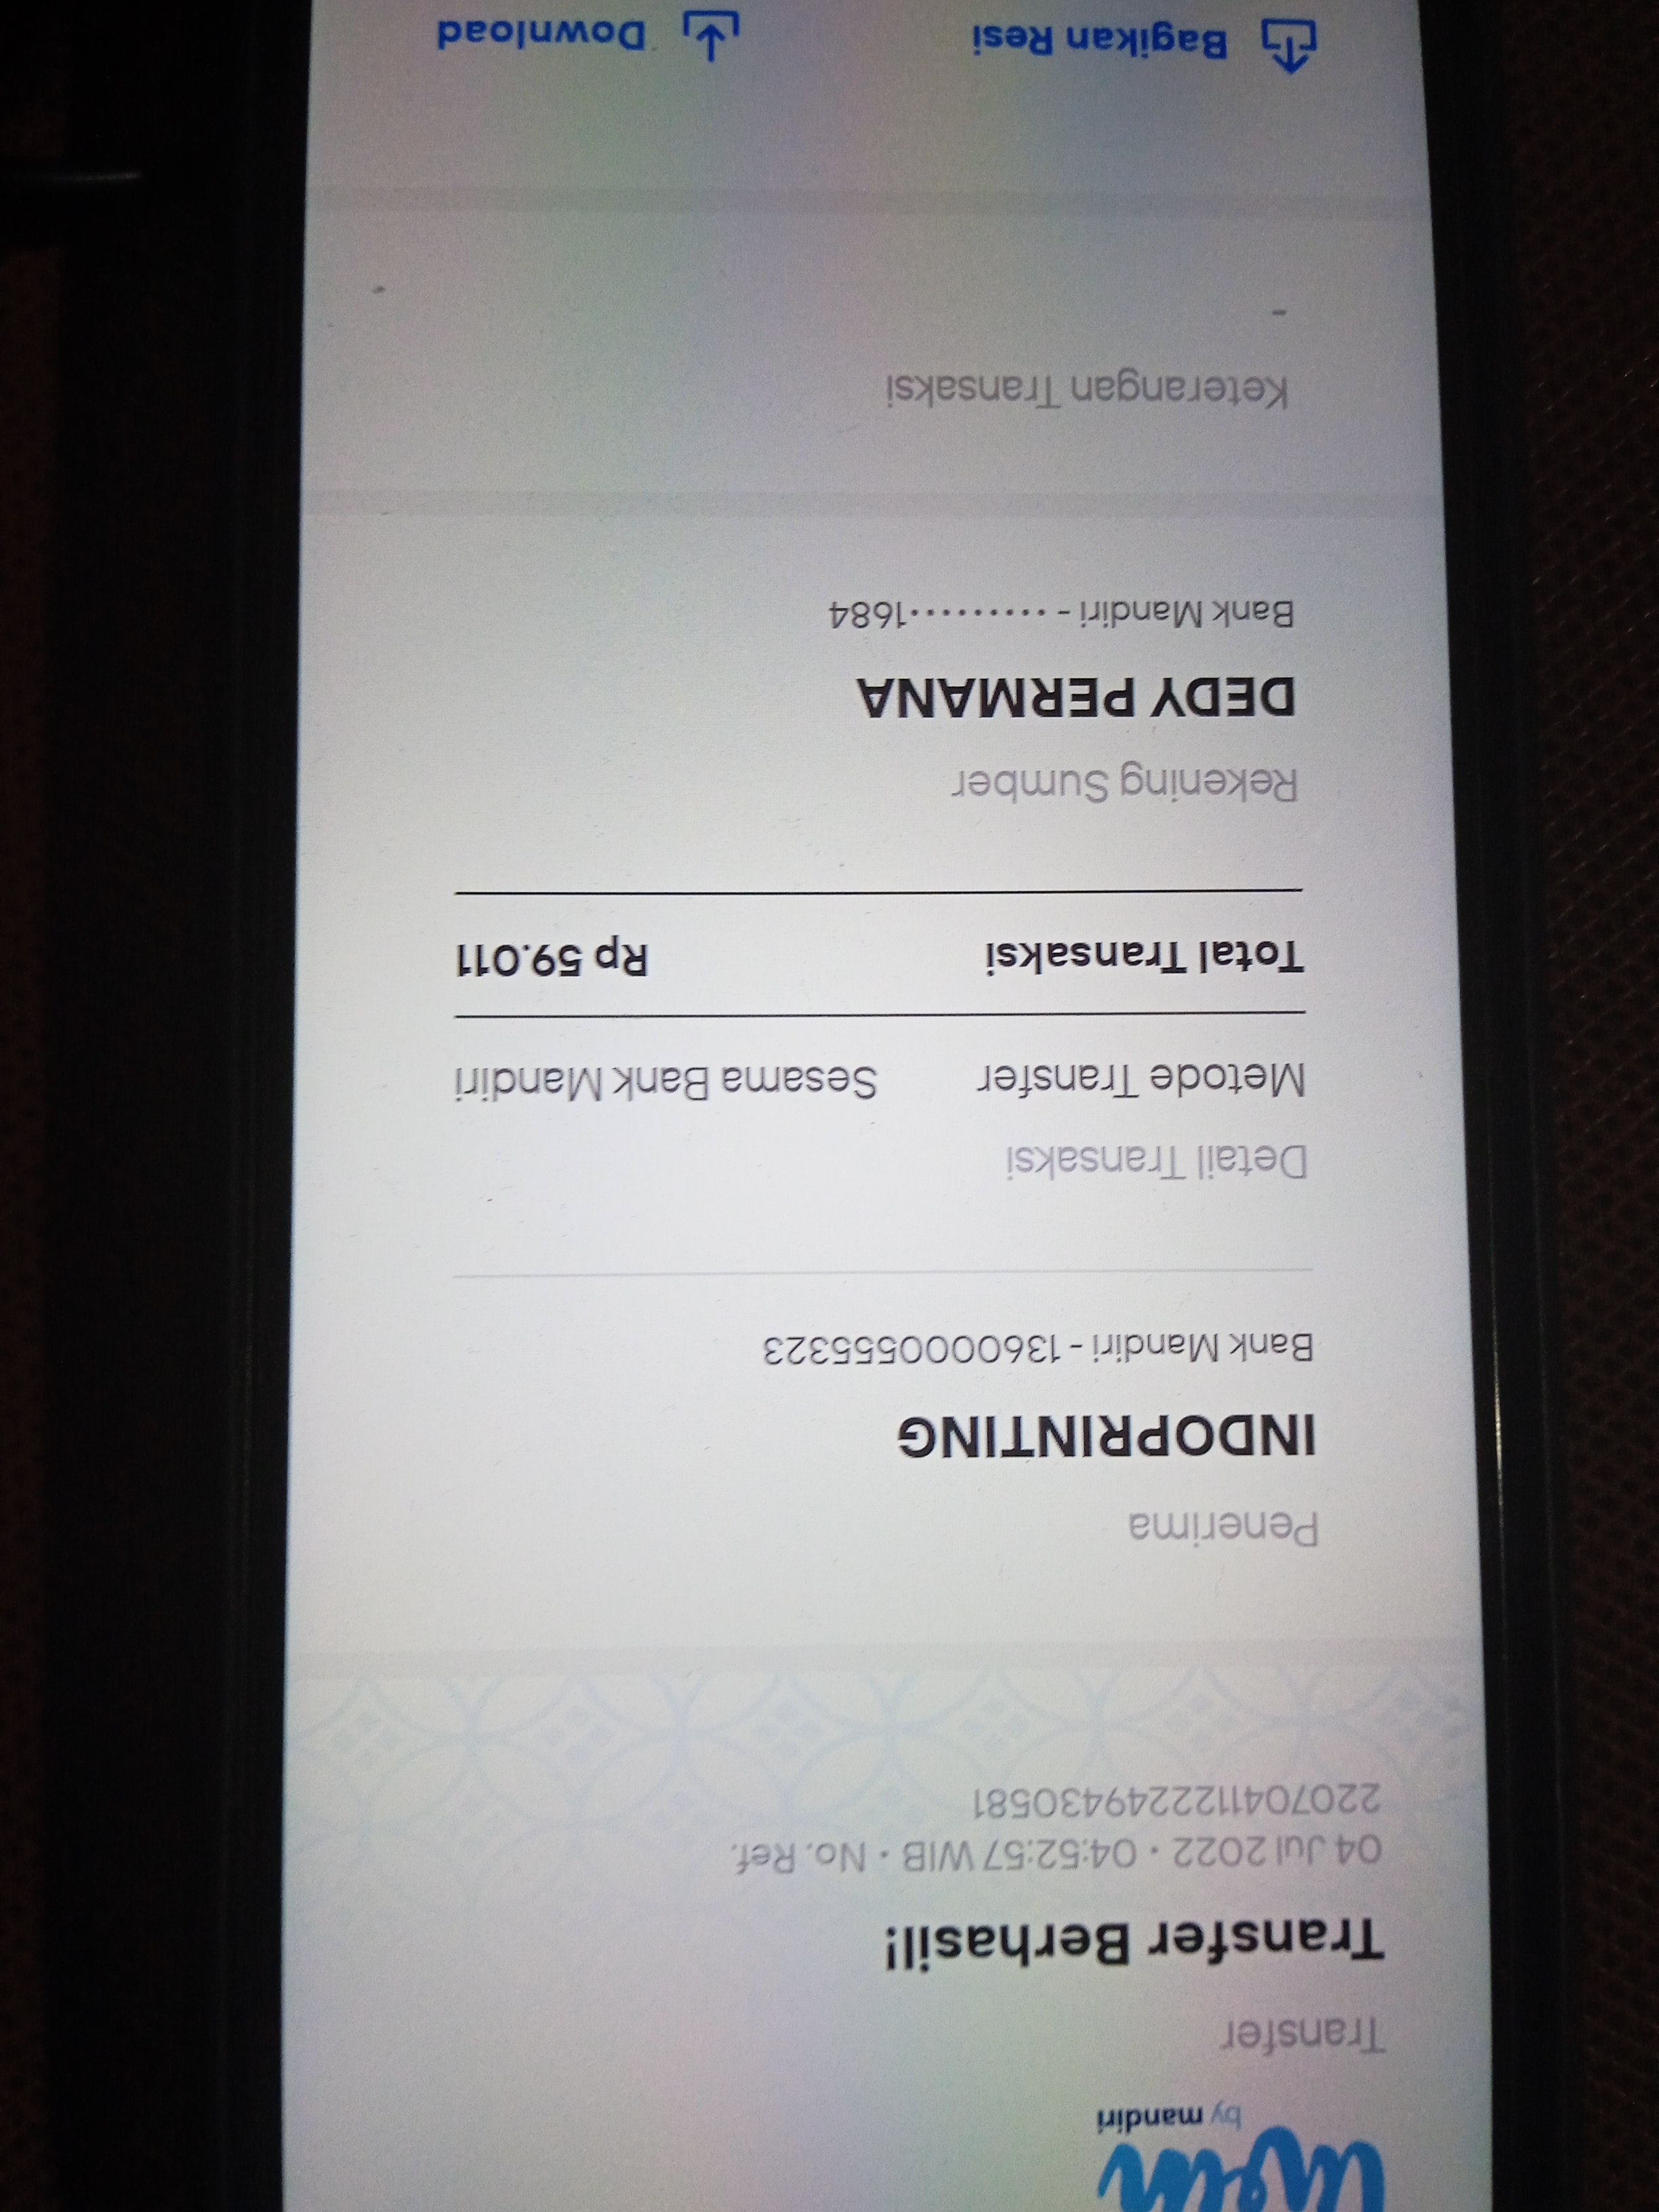 livin'
by mandiri
Transfer
Transfer Berhasil!
04 Jul 2022 • 04:52:57 WIB • No. Ref.
2207041122249430581
Penerima
INDOPRINTING
Bank Mandiri - 1360000555323
Detail Transaksi
Metode Transfer Sesama Bank Mandiri
Total Transaksi Rp 59.011
Rekening Sumber
DEDY PERMANA
Bank Mandiri - ••••••••••1684
Keterangan Transaksi
-
Bagikan Resi Download